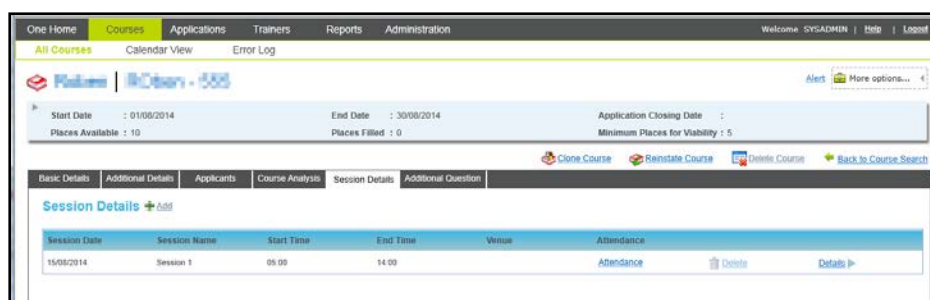 One Home Courses Applications Trainers Reports Administration Welcome SYSADMIN | Help | Logout
All Courses Calendar View Error Log
Alert More options...
Start Date : 01/08/2014 End Date : 30/08/2014 Application Closing Date :
Places Available : 10 Places Filled : 0 Minimum Places for Viability : 5
Clone Course Reinstate Course Delete Course Back to Course Search
Basic Details Additional Details Applicants Course Analysis Session Details Additional Question
Session Details Add
Session Date Session Name Start Time End Time Venue Attendance
15/08/2014 Session 1 05:00 14:00 Attendance Delete Details